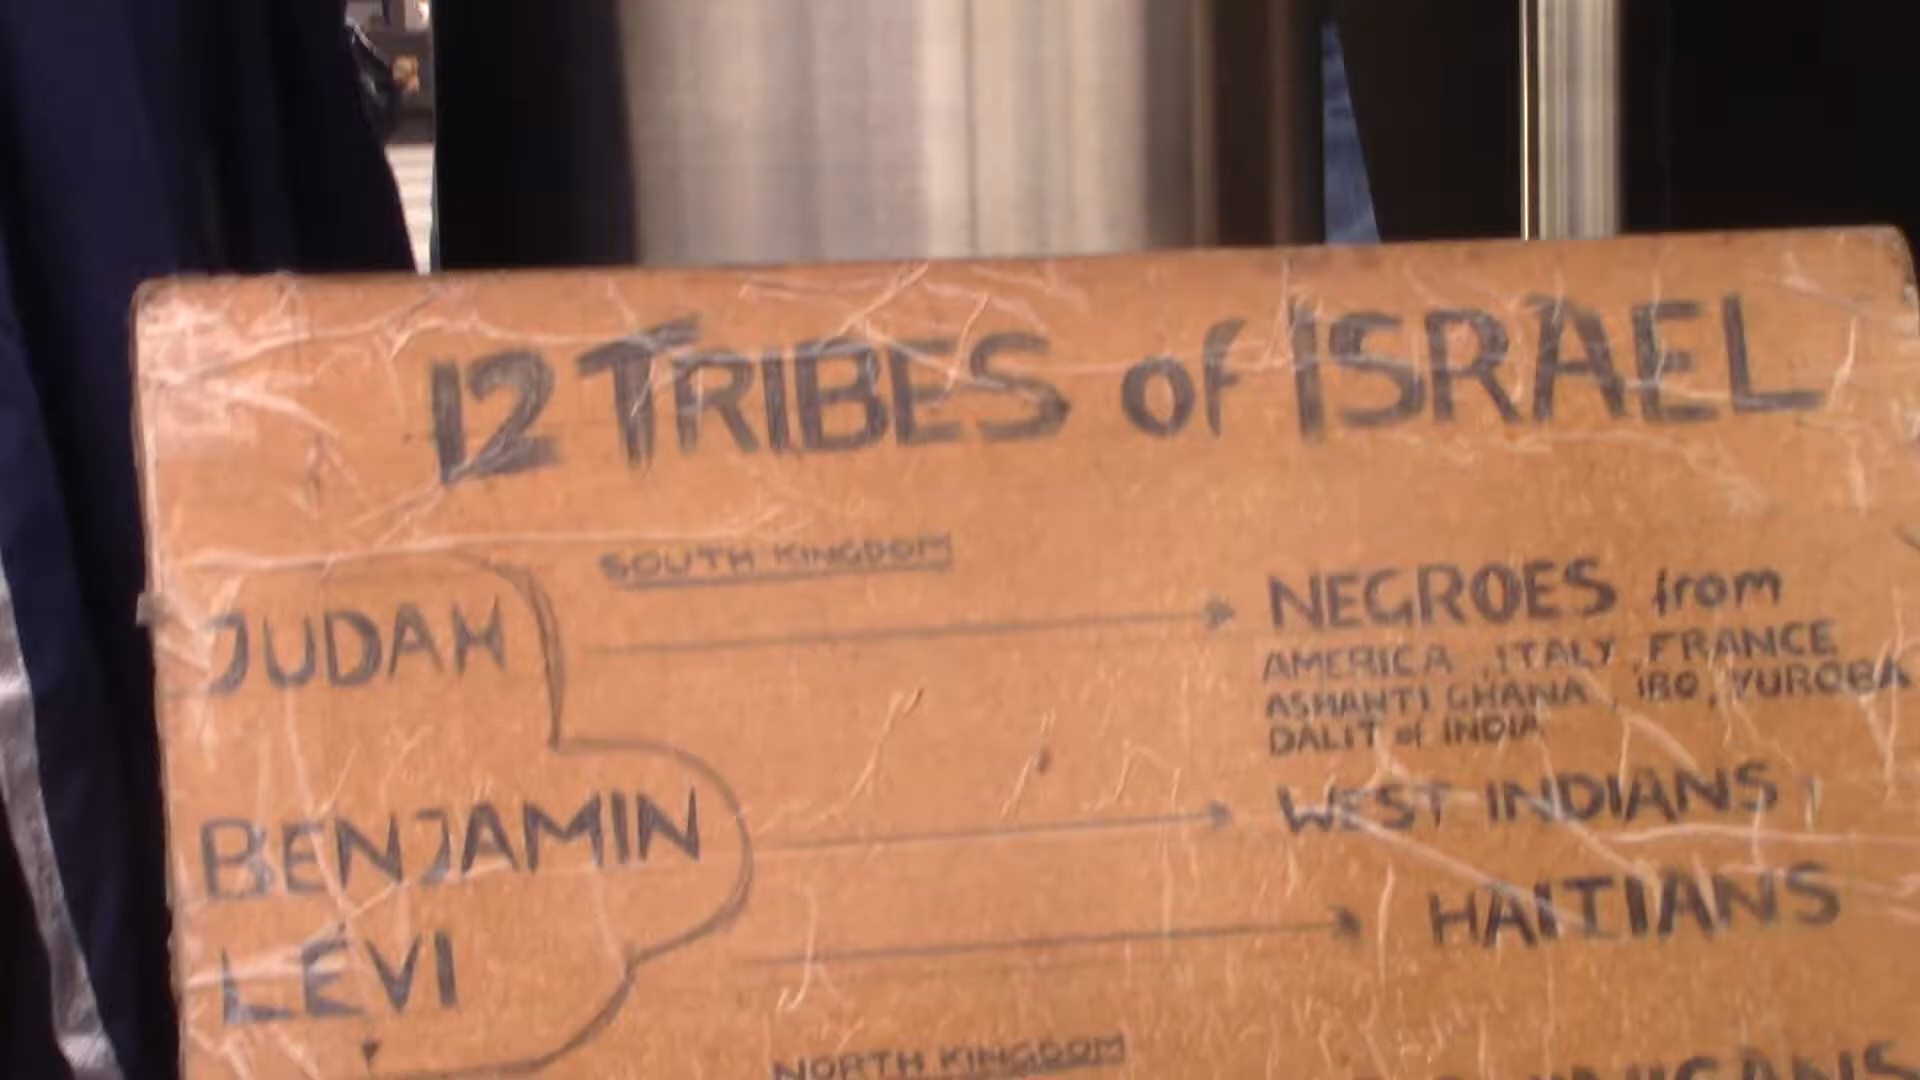 12 TRIBES of ISRAEL
SOUTH KINGDOM
JUDAH
NEGROES from
AMERICA, ITALY, FRANCE
ASHANTI GHANA, IBO, YUROBA
DALIT of INDIA
BENJAMIN
WEST INDIANS
LEVI
HAITIANS
NORTH KINGDOM